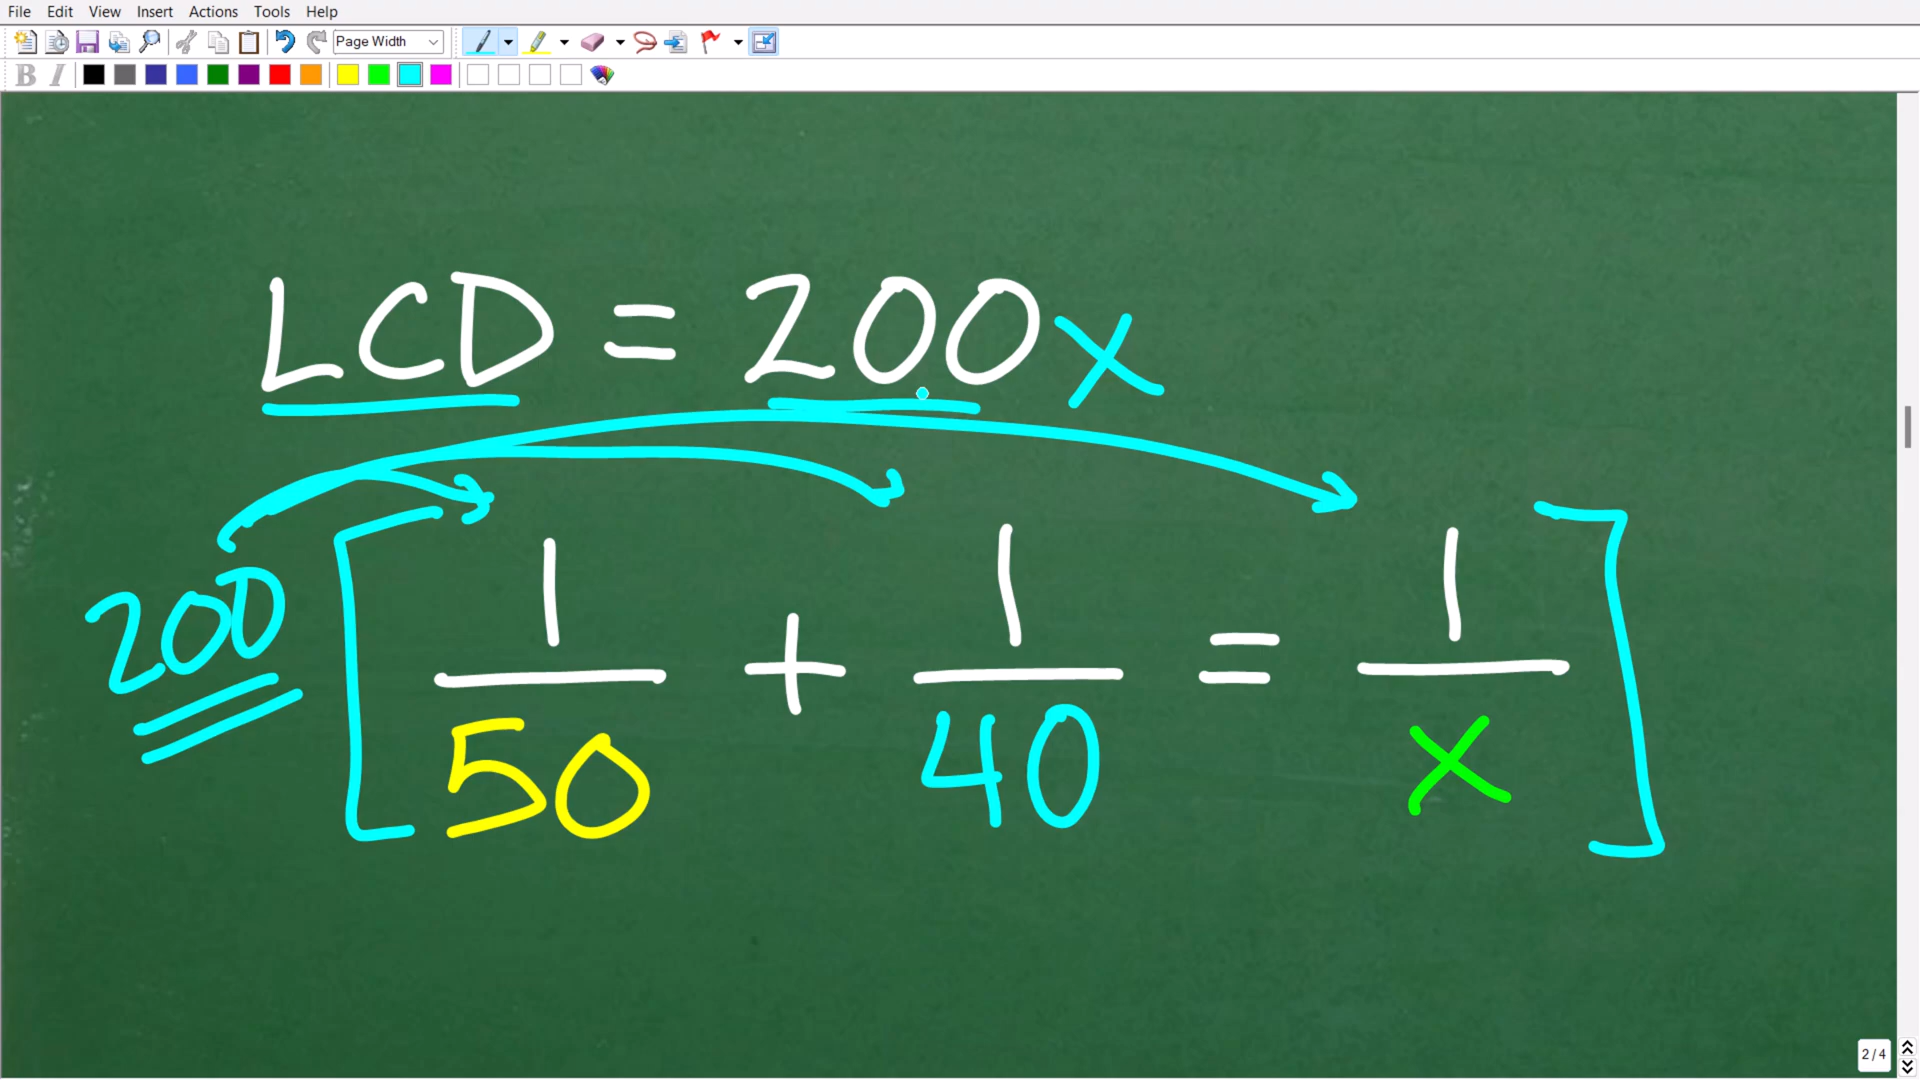 File Edit View Insert Actions Tools Help
Page Width
B I
LCD = 200x
200 [ 1/50 + 1/40 = 1/x ]
2 / 4